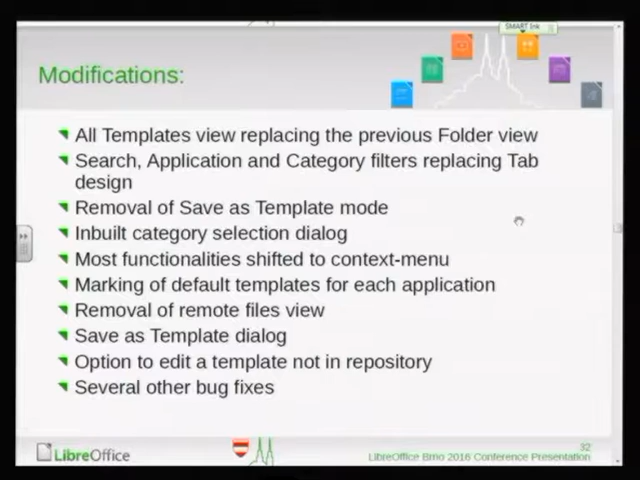 SMART Ink
Modifications:
All Templates view replacing the previous Folder view
Search, Application and Category filters replacing Tab
design
Removal of Save as Template mode
Inbuilt category selection dialog
Most functionalities shifted to context-menu
Marking of default templates for each application
Removal of remote files view
Save as Template dialog
Option to edit a template not in repository
Several other bug fixes
32
LibreOffice
LibreOffice Brno 2016 Conference Presentation